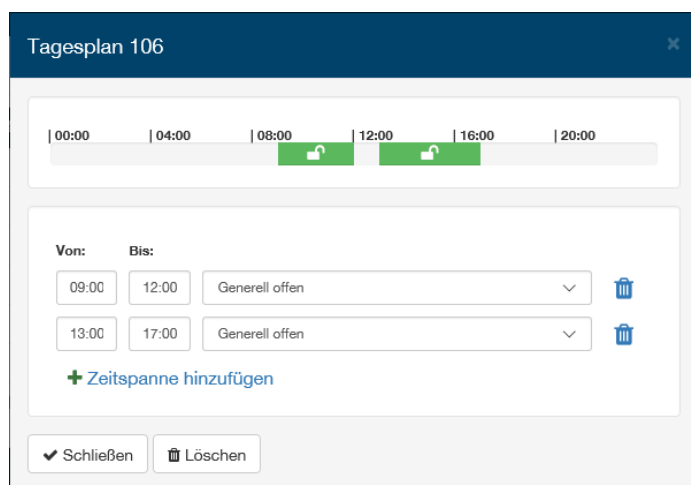 Tagesplan 106 ×
| 00:00 | 04:00 | 08:00 | 12:00 | 16:00 | 20:00
Von: Bis:
09:00 12:00 Generell offen
13:00 17:00 Generell offen
+ Zeitspanne hinzufügen
Schließen Löschen